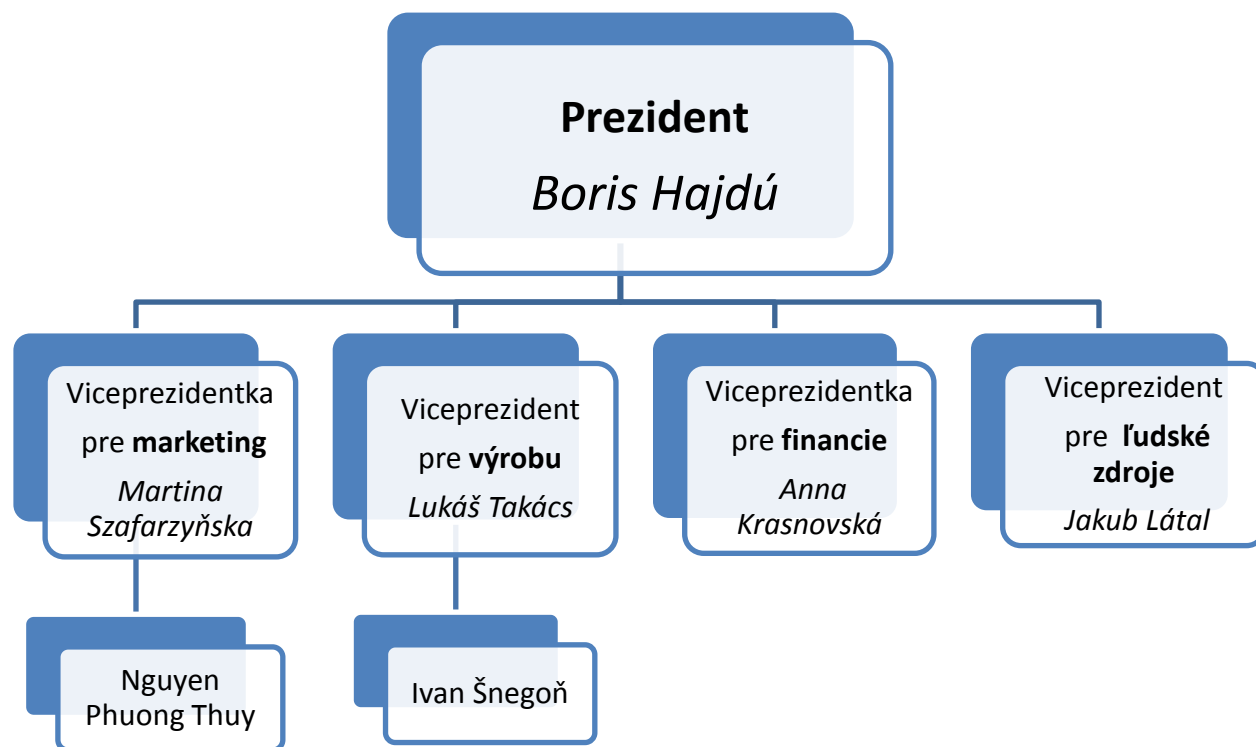 Prezident
Boris Hajdú
Viceprezidentka
pre marketing
Martina
Szafarzyňska
Viceprezident
pre výrobu
Lukáš Takács
Viceprezidentka
pre financie
Anna
Krasnovská
Viceprezident
pre ľudské
zdroje
Jakub Látal
Nguyen
Phuong Thuy
Ivan Šnegoň